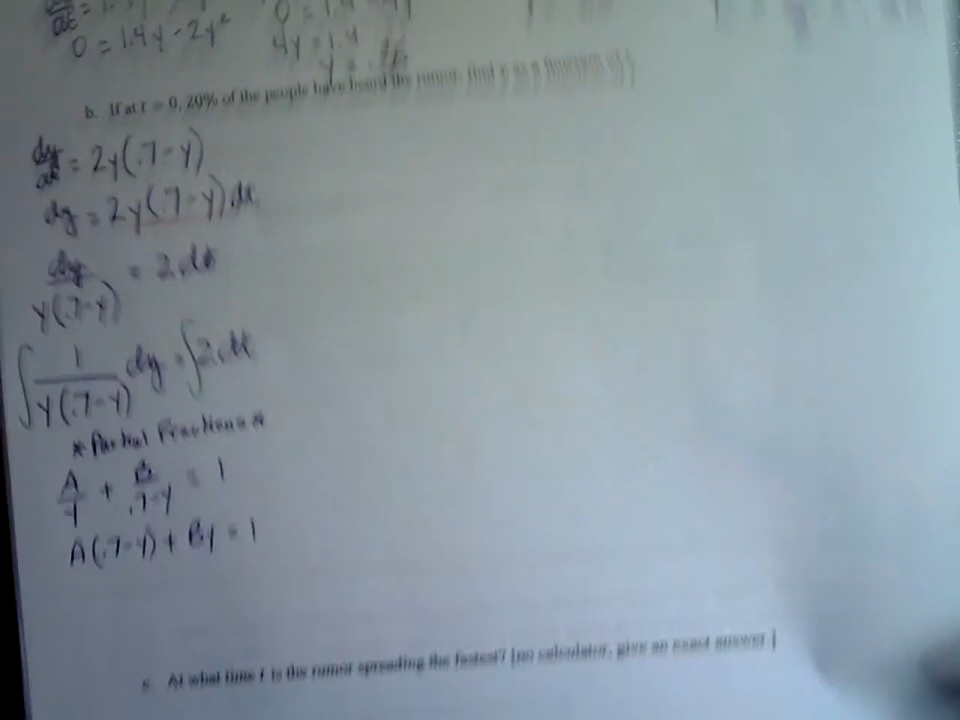 0 = 1.4y - 2y²
4y = 1.4
b. If at t = 0, 20% of the people have heard the rumor, find y as a function of t.
dy/dt = 2y(.7-y)
dy = 2y(.7-y)dt
dy/y(.7-y) = 2dt
∫ 1/y(.7-y) dy = ∫2dt
*Partial Fractions*
A/y + B/.7-y = 1
A(.7-y) + By = 1
c. At what time t is the rumor spreading the fastest? [no calculator, give an exact answer]